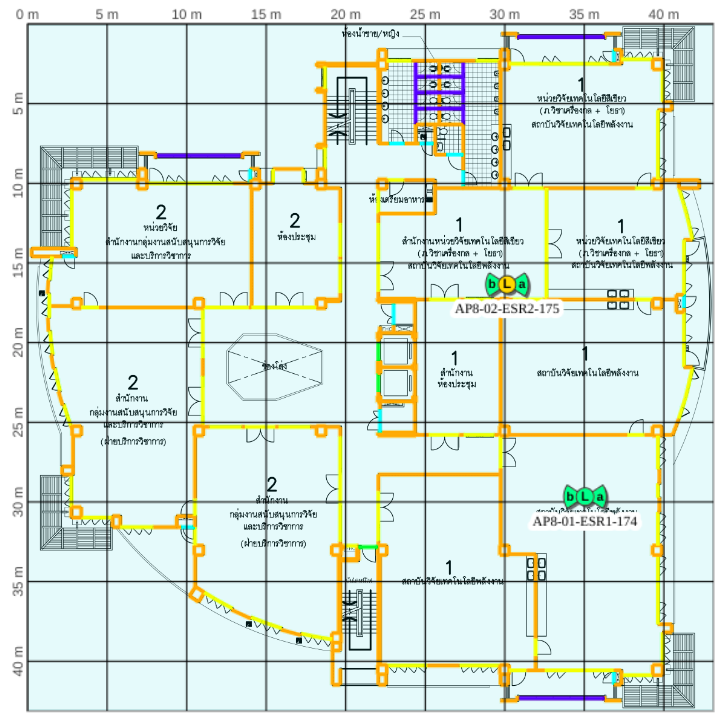 0 m 5 m 10 m 15 m 20 m 25 m 30 m 35 m 40 m
5 m
10 m
15 m
20 m
25 m
30 m
35 m
40 m
ห้องน้ำชาย/หญิง
1
หน่วยวิจัยเทคโนโลยีสีเขียว
(ภ.วิชาเครื่องกล + โยธา)
สถาบันวิจัยเทคโนโลยีพลังงาน
2
หน่วยวิจัย
สำนักงานกลุ่มงานสนับสนุนการวิจัย
และบริการวิชาการ
2
ห้องประชุม
ห้องเตรียมอาหาร
1
สำนักงานหน่วยวิจัยเทคโนโลยีสีเขียว
(ภ.วิชาเครื่องกล + โยธา)
สถาบันวิจัยเทคโนโลยีพลังงาน
1
หน่วยวิจัยเทคโนโลยีสีเขียว
(ภ.วิชาเครื่องกล + โยธา)
สถาบันวิจัยเทคโนโลยีพลังงาน
b L a
AP8-02-ESR2-175
2
สำนักงาน
กลุ่มงานสนับสนุนการวิจัย
และบริการวิชาการ
(ฝ่ายบริการวิชาการ)
ช่องโล่ง
1
สำนักงาน
ห้องประชุม
1
สถาบันวิจัยเทคโนโลยีพลังงาน
2
สำนักงาน
กลุ่มงานสนับสนุนการวิจัย
และบริการวิชาการ
(ฝ่ายบริการวิชาการ)
b L a
AP8-01-ESR1-174
1
สถาบันวิจัยเทคโนโลยีพลังงาน